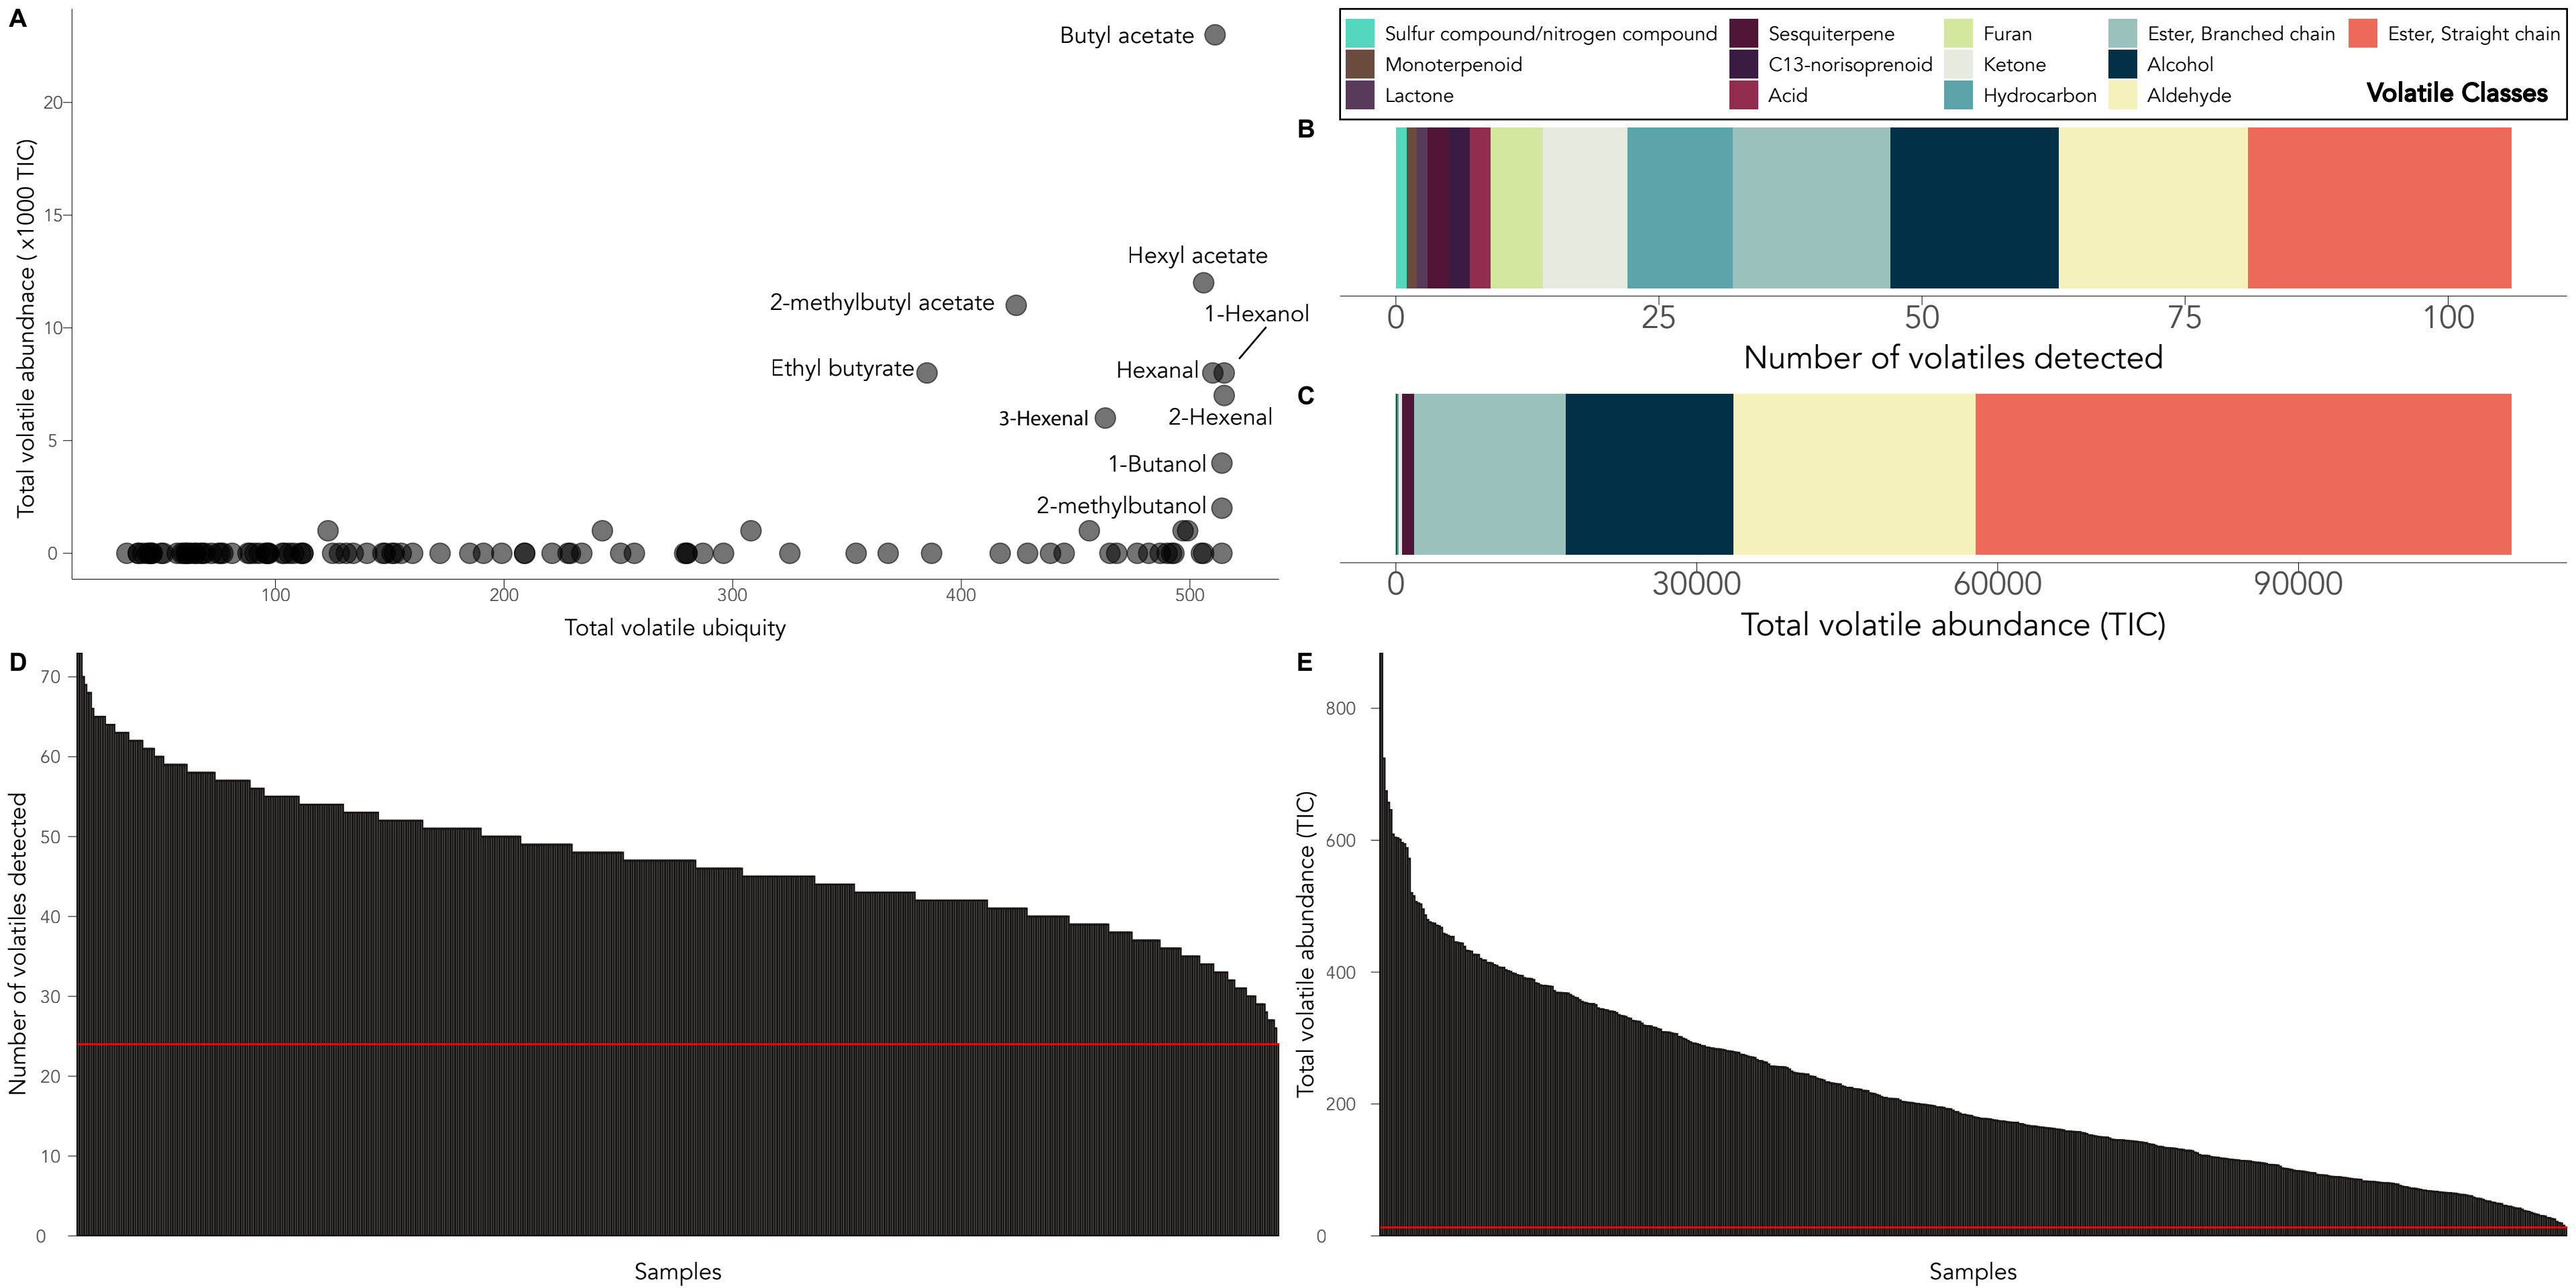 A
Total volatile abundnace ( x1000 TIC)
20
15
10
5
0
Butyl acetate
Hexyl acetate
2-methylbutyl acetate
1-Hexanol
Ethyl butyrate
Hexanal
3-Hexenal
2-Hexenal
1-Butanol
2-methylbutanol
100 200 300 400 500
Total volatile ubiquity
Sulfur compound/nitrogen compound Sesquiterpene Furan Ester, Branched chain Ester, Straight chain
Monoterpenoid C13-norisoprenoid Ketone Alcohol
Lactone Acid Hydrocarbon Aldehyde Volatile Classes
B
0 25 50 75 100
Number of volatiles detected
C
0 30000 60000 90000
Total volatile abundance (TIC)
D
Number of volatiles detected
70
60
50
40
30
20
10
0
Samples
E
Total volatile abundance (TIC)
800
600
400
200
0
Samples